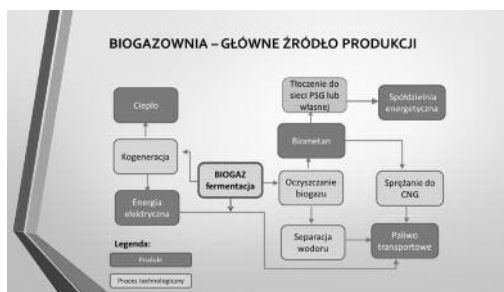 BIOGAZOWNIA – GŁÓWNE ŹRÓDŁO PRODUKCJI
Ciepło
Tłoczenie do
sieci PSG lub
własnej
Spółdzielnia
energetyczna
Kogeneracja
Biometan
BIOGAZ
fermentacja
Oczyszczanie
biogazu
Sprężanie do
CNG
Energia
elektryczna
Separacja
wodoru
Paliwo
transportowe
Legenda:
Produkt
Proces technologiczny